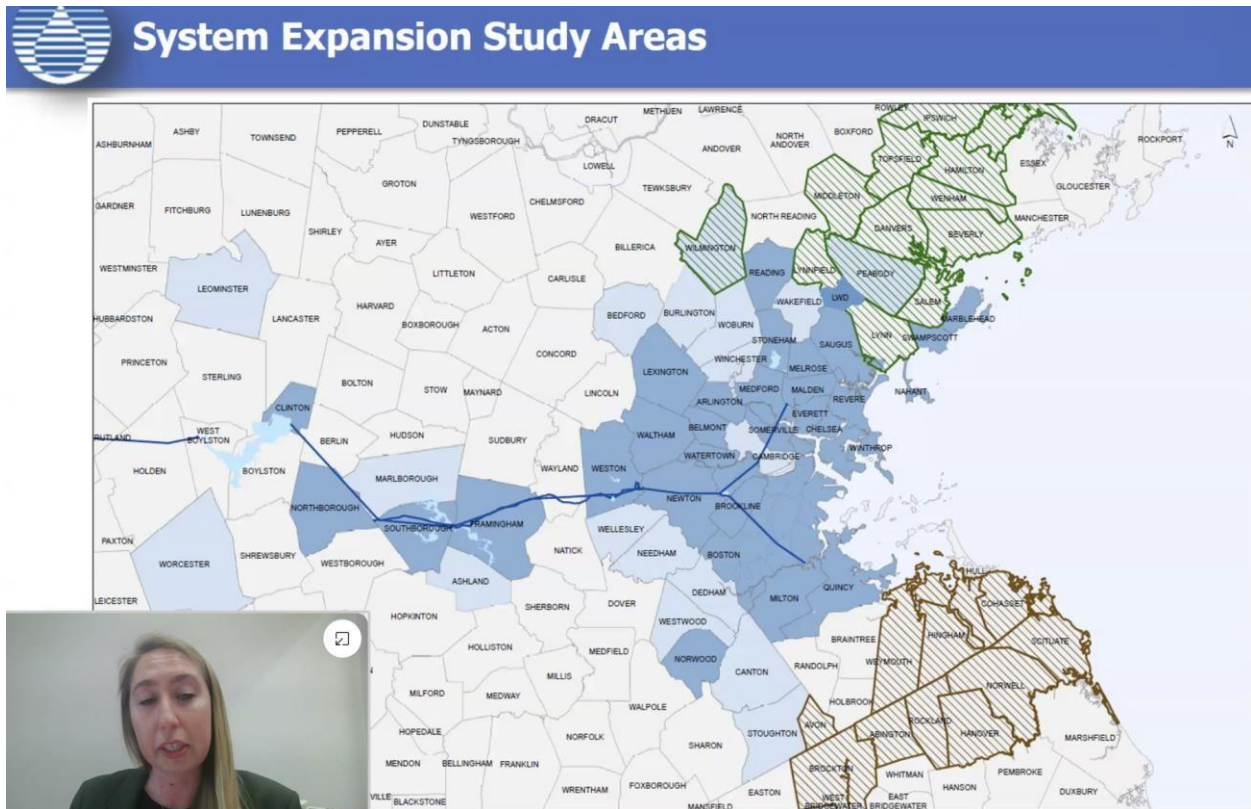 System Expansion Study Areas
ROWLEY
IPSWICH
METHUEN
LAWRENCE
DUNSTABLE
DRACUT
ASHBY
TOWNSEND
PEPPERELL
TYNGSBOROUGH
NORTH
ANDOVER
BOXFORD
ROCKPORT
ASHBURNHAM
ANDOVER
TOPSFIELD
N
LOWELL
HAMILTON
ESSEX
GROTON
TEWKSBURY
MIDDLETON
GLOUCESTER
GARDNER
FITCHBURG
LUNENBURG
CHELMSFORD
WENHAM
WESTFORD
NORTH READING
MANCHESTER
SHIRLEY
DANVERS
BEVERLY
AYER
BILLERICA
WILMINGTON
WESTMINSTER
LITTLETON
READING
LYNNFIELD
PEABODY
LEOMINSTER
CARLISLE
HARVARD
LWD
SALEM
LANCASTER
BEDFORD
BURLINGTON
WAKEFIELD
HUBBARDSTON
BOXBOROUGH
ACTON
WOBURN
MARBLEHEAD
STONEHAM
LYNN
SWAMPSCOTT
SAUGUS
CONCORD
PRINCETON
WINCHESTER
MELROSE
LEXINGTON
STERLING
BOLTON
STOW
MAYNARD
LINCOLN
MEDFORD
MALDEN
NAHANT
ARLINGTON
REVERE
CLINTON
EVERETT
WEST
BOYLSTON
BERLIN
HUDSON
SUDBURY
WALTHAM
BELMONT
SOMERVILLE
CHELSEA
RUTLAND
WATERTOWN
CAMBRIDGE
WINTHROP
HOLDEN
BOYLSTON
WAYLAND
WESTON
MARLBOROUGH
NEWTON
NORTHBOROUGH
BROOKLINE
SOUTHBOROUGH
FRAMINGHAM
WELLESLEY
PAXTON
SHREWSBURY
NATICK
NEEDHAM
BOSTON
WORCESTER
WESTBOROUGH
HULL
ASHLAND
QUINCY
DEDHAM
MILTON
LEICESTER
SHERBORN
DOVER
COHASSET
HOPKINTON
WESTWOOD
HINGHAM
BRAINTREE
SCITUATE
HOLLISTON
MEDFIELD
NORWOOD
RANDOLPH
WEYMOUTH
CANTON
MILLIS
NORWELL
MILFORD
MEDWAY
HOLBROOK
WALPOLE
AVON
ROCKLAND
HOPEDALE
NORFOLK
STOUGHTON
ABINGTON
HANOVER
MARSHFIELD
SHARON
MENDON
BELLINGHAM
FRANKLIN
BROCKTON
PEMBROKE
WHITMAN
FOXBOROUGH
EASTON
HANSON
WRENTHAM
DUXBURY
VILLE
BLACKSTONE
MANSFIELD
WEST
BRIDGEWATER
EAST
BRIDGEWATER